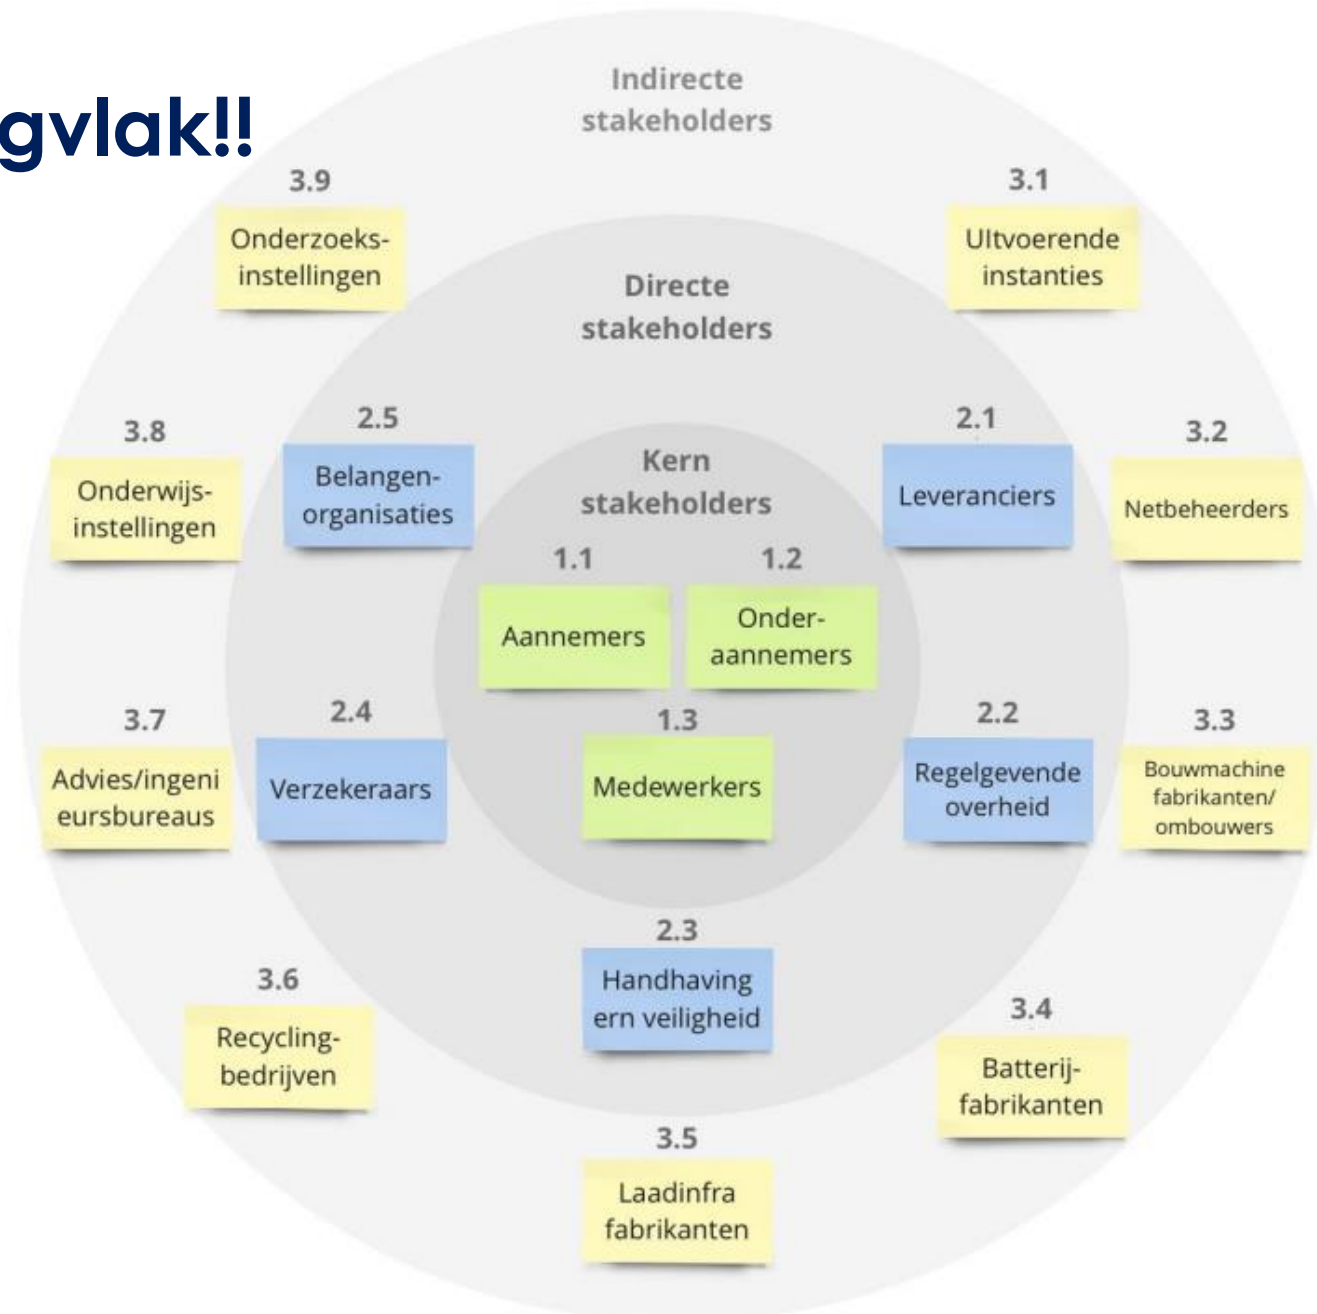 gvlak!!
Indirecte
stakeholders
3.9
Onderzoeks-
instellingen
3.1
UItvoerende
instanties
Directe
stakeholders
3.8
Onderwijs-
instellingen
2.5
Belangen-
organisaties
Kern
stakeholders
2.1
Leveranciers
3.2
Netbeheerders
1.1
Aannemers
1.2
Onder-
aannemers
3.7
Advies/ingeni
eursbureaus
2.4
Verzekeraars
1.3
Medewerkers
2.2
Regelgevende
overheid
3.3
Bouwmachine
fabrikanten/
ombouwers
2.3
Handhaving
ern veiligheid
3.6
Recycling-
bedrijven
3.4
Batterij-
fabrikanten
3.5
Laadinfra
fabrikanten